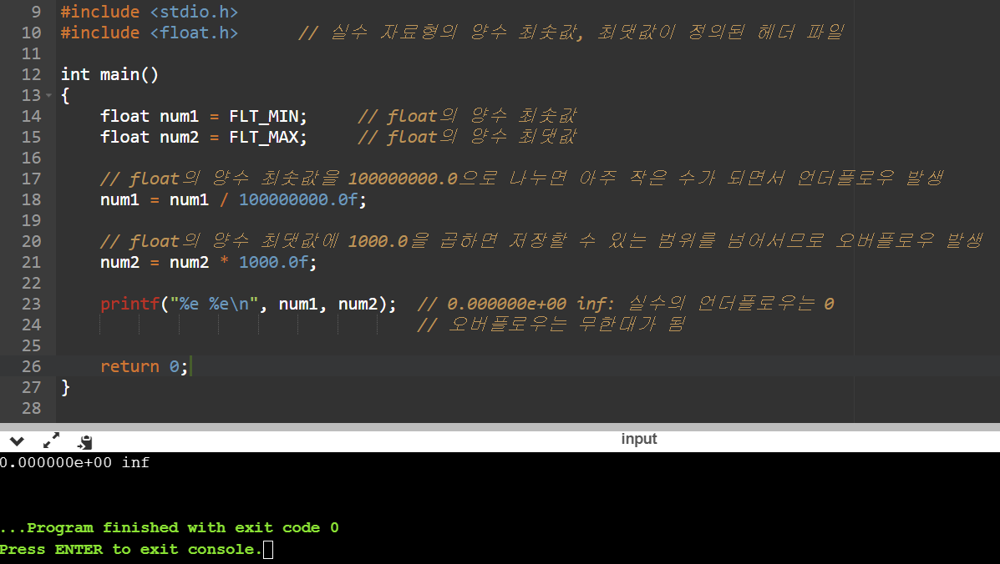 9 #include <stdio.h>
10 #include <float.h> // 실수 자료형의 양수 최솟값, 최댓값이 정의된 헤더 파일
11
12 int main()
13 {
14 float num1 = FLT_MIN; // float의 양수 최솟값
15 float num2 = FLT_MAX; // float의 양수 최댓값
16
17 // float의 양수 최솟값을 100000000.0으로 나누면 아주 작은 수가 되면서 언더플로우 발생
18 num1 = num1 / 100000000.0f;
19
20 // float의 양수 최댓값에 1000.0을 곱하면 저장할 수 있는 범위를 넘어서므로 오버플로우 발생
21 num2 = num2 * 1000.0f;
22
23 printf("%e %e\n", num1, num2); // 0.000000e+00 inf: 실수의 언더플로우는 0
24 // 오버플로우는 무한대가 됨
25
26 return 0;
27 }
28
input
0.000000e+00 inf
...Program finished with exit code 0
Press ENTER to exit console.